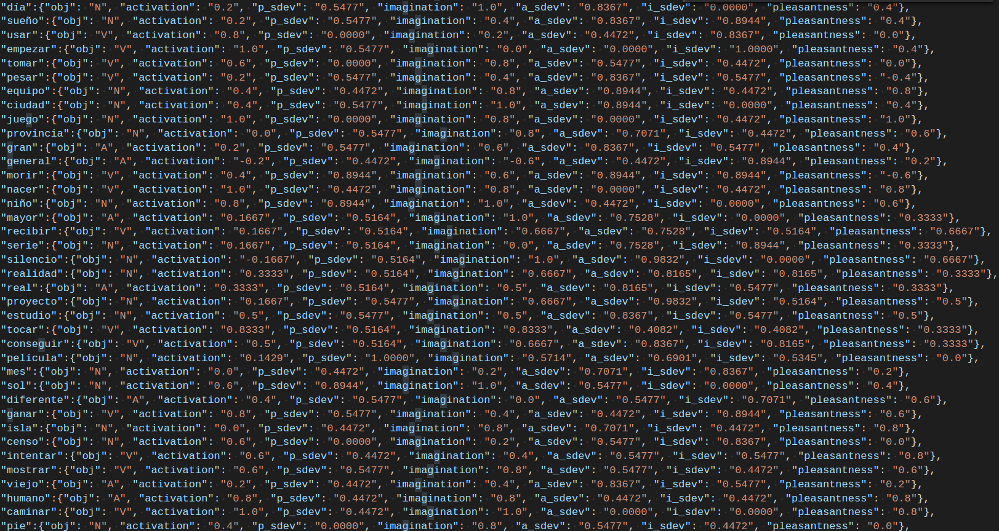 "día":{"obj": "N", "activation": "0.2", "p_sdev": "0.5477", "imagination": "1.0", "a_sdev": "0.8367", "i_sdev": "0.0000", "pleasantness": "0.4"},
"sueño":{"obj": "N", "activation": "0.2", "p_sdev": "0.5477", "imagination": "0.4", "a_sdev": "0.8367", "i_sdev": "0.8944", "pleasantness": "0.4"},
"usar":{"obj": "V", "activation": "0.8", "p_sdev": "0.0000", "imagination": "0.2", "a_sdev": "0.4472", "i_sdev": "0.8367", "pleasantness": "0.0"},
"empezar":{"obj": "V", "activation": "1.0", "p_sdev": "0.5477", "imagination": "0.0", "a_sdev": "0.0000", "i_sdev": "1.0000", "pleasantness": "0.4"},
"tomar":{"obj": "V", "activation": "0.6", "p_sdev": "0.0000", "imagination": "0.8", "a_sdev": "0.5477", "i_sdev": "0.4472", "pleasantness": "0.0"},
"pesar":{"obj": "V", "activation": "0.2", "p_sdev": "0.5477", "imagination": "0.4", "a_sdev": "0.8367", "i_sdev": "0.5477", "pleasantness": "-0.4"},
"equipo":{"obj": "N", "activation": "0.4", "p_sdev": "0.4472", "imagination": "0.8", "a_sdev": "0.8944", "i_sdev": "0.4472", "pleasantness": "0.8"},
"ciudad":{"obj": "N", "activation": "0.4", "p_sdev": "0.5477", "imagination": "1.0", "a_sdev": "0.8944", "i_sdev": "0.0000", "pleasantness": "0.4"},
"juego":{"obj": "N", "activation": "1.0", "p_sdev": "0.0000", "imagination": "0.8", "a_sdev": "0.0000", "i_sdev": "0.4472", "pleasantness": "1.0"},
"provincia":{"obj": "N", "activation": "0.0", "p_sdev": "0.5477", "imagination": "0.8", "a_sdev": "0.7071", "i_sdev": "0.4472", "pleasantness": "0.6"},
"gran":{"obj": "A", "activation": "0.2", "p_sdev": "0.5477", "imagination": "0.6", "a_sdev": "0.8367", "i_sdev": "0.5477", "pleasantness": "0.4"},
"general":{"obj": "A", "activation": "-0.2", "p_sdev": "0.4472", "imagination": "-0.6", "a_sdev": "0.4472", "i_sdev": "0.8944", "pleasantness": "0.2"},
"morir":{"obj": "V", "activation": "0.4", "p_sdev": "0.8944", "imagination": "0.6", "a_sdev": "0.8944", "i_sdev": "0.8944", "pleasantness": "-0.6"},
"nacer":{"obj": "V", "activation": "1.0", "p_sdev": "0.4472", "imagination": "0.8", "a_sdev": "0.0000", "i_sdev": "0.4472", "pleasantness": "0.8"},
"niño":{"obj": "N", "activation": "0.8", "p_sdev": "0.8944", "imagination": "1.0", "a_sdev": "0.4472", "i_sdev": "0.0000", "pleasantness": "0.6"},
"mayor":{"obj": "A", "activation": "0.1667", "p_sdev": "0.5164", "imagination": "1.0", "a_sdev": "0.7528", "i_sdev": "0.0000", "pleasantness": "0.3333"},
"recibir":{"obj": "V", "activation": "0.1667", "p_sdev": "0.5164", "imagination": "0.6667", "a_sdev": "0.7528", "i_sdev": "0.5164", "pleasantness": "0.6667"},
"serie":{"obj": "N", "activation": "0.1667", "p_sdev": "0.5164", "imagination": "0.0", "a_sdev": "0.7528", "i_sdev": "0.8944", "pleasantness": "0.3333"},
"silencio":{"obj": "N", "activation": "-0.1667", "p_sdev": "0.5164", "imagination": "1.0", "a_sdev": "0.9832", "i_sdev": "0.0000", "pleasantness": "0.6667"},
"realidad":{"obj": "N", "activation": "0.3333", "p_sdev": "0.5164", "imagination": "0.6667", "a_sdev": "0.8165", "i_sdev": "0.8165", "pleasantness": "0.3333"},
"real":{"obj": "A", "activation": "0.3333", "p_sdev": "0.5164", "imagination": "0.5", "a_sdev": "0.8165", "i_sdev": "0.5477", "pleasantness": "0.3333"},
"proyecto":{"obj": "N", "activation": "0.1667", "p_sdev": "0.5477", "imagination": "0.6667", "a_sdev": "0.9832", "i_sdev": "0.5164", "pleasantness": "0.5"},
"estudio":{"obj": "N", "activation": "0.5", "p_sdev": "0.5477", "imagination": "0.5", "a_sdev": "0.8367", "i_sdev": "0.5477", "pleasantness": "0.5"},
"tocar":{"obj": "V", "activation": "0.8333", "p_sdev": "0.5164", "imagination": "0.8333", "a_sdev": "0.4082", "i_sdev": "0.4082", "pleasantness": "0.3333"},
"conseguir":{"obj": "V", "activation": "0.5", "p_sdev": "0.5164", "imagination": "0.6667", "a_sdev": "0.8367", "i_sdev": "0.8165", "pleasantness": "0.3333"},
"película":{"obj": "N", "activation": "0.1429", "p_sdev": "1.0000", "imagination": "0.5714", "a_sdev": "0.6901", "i_sdev": "0.5345", "pleasantness": "0.0"},
"mes":{"obj": "N", "activation": "0.0", "p_sdev": "0.4472", "imagination": "0.2", "a_sdev": "0.7071", "i_sdev": "0.8367", "pleasantness": "0.2"},
"sol":{"obj": "N", "activation": "0.6", "p_sdev": "0.8944", "imagination": "1.0", "a_sdev": "0.5477", "i_sdev": "0.0000", "pleasantness": "0.4"},
"diferente":{"obj": "A", "activation": "0.4", "p_sdev": "0.5477", "imagination": "0.0", "a_sdev": "0.5477", "i_sdev": "0.7071", "pleasantness": "0.6"},
"ganar":{"obj": "V", "activation": "0.8", "p_sdev": "0.5477", "imagination": "0.4", "a_sdev": "0.4472", "i_sdev": "0.8944", "pleasantness": "0.6"},
"isla":{"obj": "N", "activation": "0.0", "p_sdev": "0.4472", "imagination": "0.8", "a_sdev": "0.7071", "i_sdev": "0.4472", "pleasantness": "0.8"},
"censo":{"obj": "N", "activation": "0.6", "p_sdev": "0.0000", "imagination": "0.2", "a_sdev": "0.5477", "i_sdev": "0.8367", "pleasantness": "0.0"},
"intentar":{"obj": "V", "activation": "0.6", "p_sdev": "0.4472", "imagination": "0.4", "a_sdev": "0.5477", "i_sdev": "0.5477", "pleasantness": "0.8"},
"mostrar":{"obj": "V", "activation": "0.6", "p_sdev": "0.5477", "imagination": "0.8", "a_sdev": "0.5477", "i_sdev": "0.4472", "pleasantness": "0.6"},
"viejo":{"obj": "A", "activation": "0.2", "p_sdev": "0.4472", "imagination": "0.4", "a_sdev": "0.8367", "i_sdev": "0.5477", "pleasantness": "0.2"},
"humano":{"obj": "A", "activation": "0.8", "p_sdev": "0.4472", "imagination": "0.8", "a_sdev": "0.4472", "i_sdev": "0.4472", "pleasantness": "0.8"},
"caminar":{"obj": "V", "activation": "1.0", "p_sdev": "0.4472", "imagination": "1.0", "a_sdev": "0.0000", "i_sdev": "0.0000", "pleasantness": "0.8"},
"pie":{"obj": "N", "activation": "0.4", "p_sdev": "0.0000", "imagination": "0.8", "a_sdev": "0.5477", "i_sdev": "0.4472", "pleasantness": "0.0"},